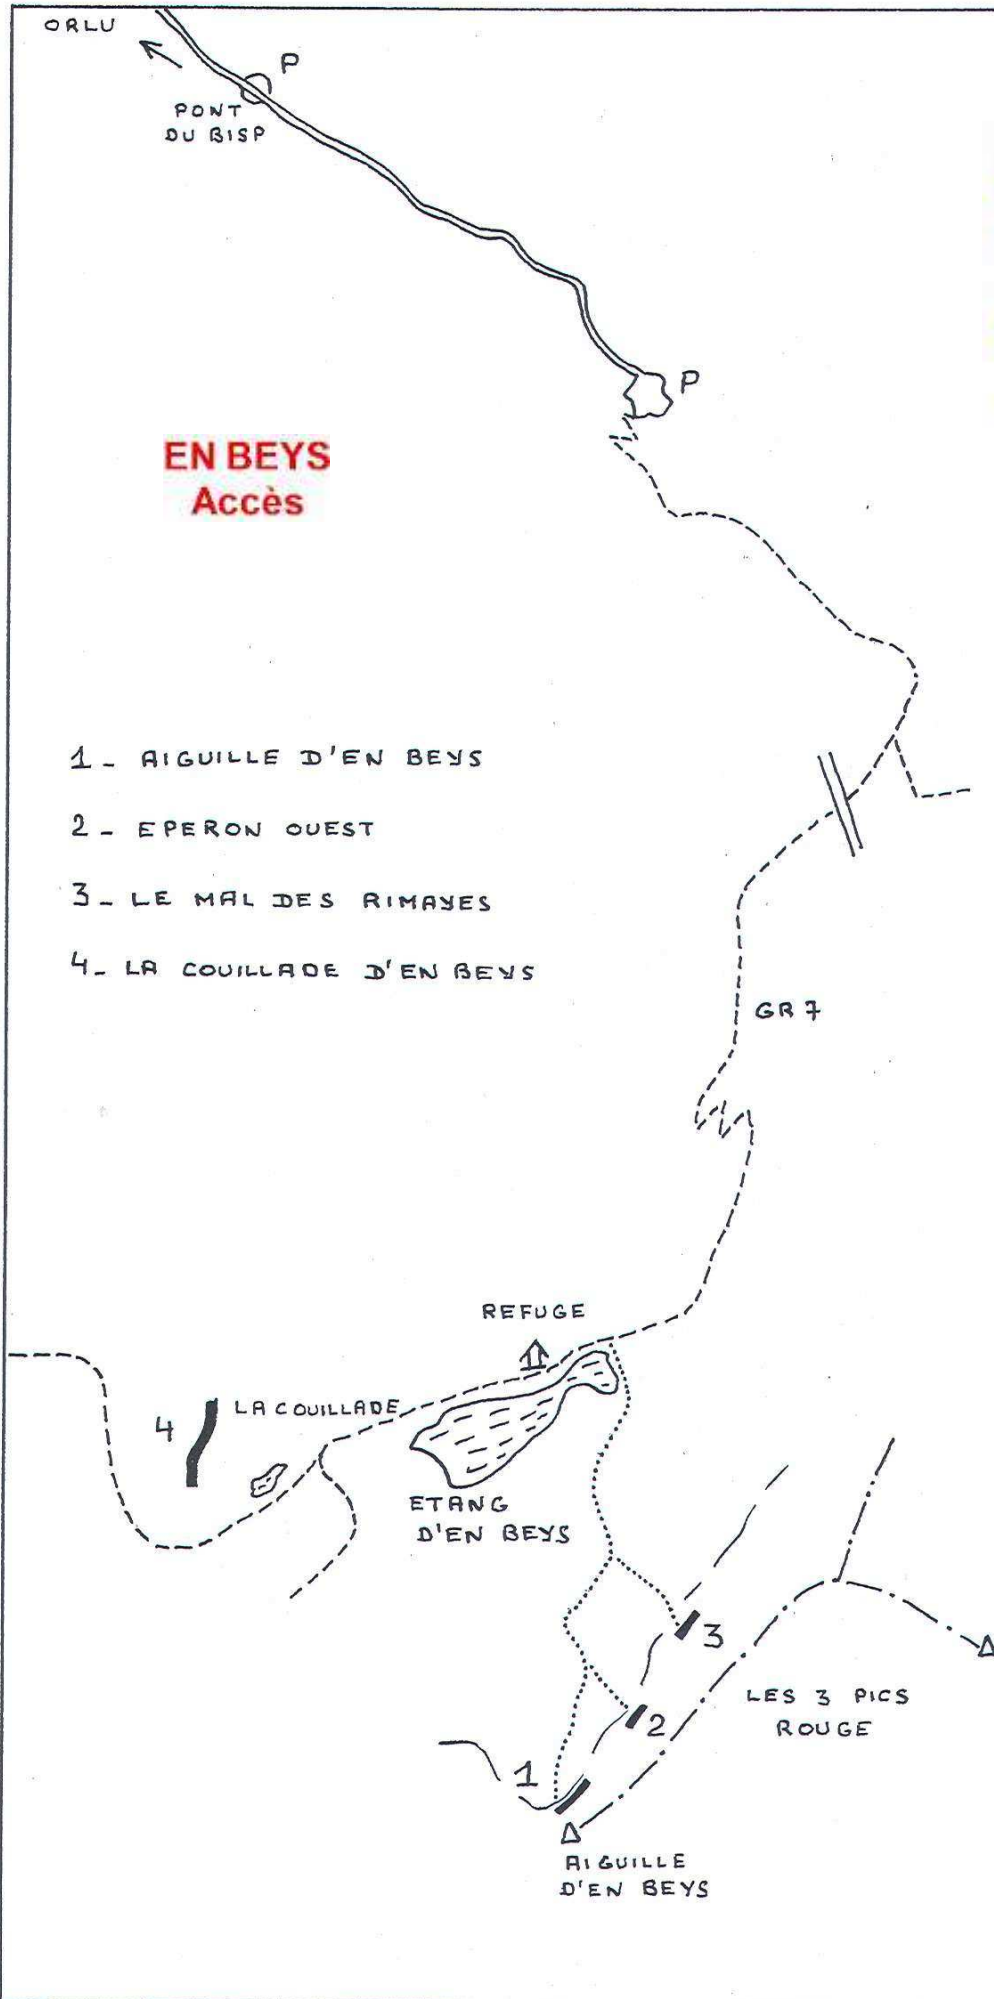 ORLU
P
PONT
DU BISP
P
EN BEYS
Accès
1 - AIGUILLE D'EN BEYS
2 - EPERON OUEST
3 - LE MAL DES RIMAYES
4 - LA COUILLADE D'EN BEYS
GR 7
REFUGE
LA COUILLADE
4
ETANG
D'EN BEYS
3
LES 3 PICS
ROUGE
2
1
AIGUILLE
D'EN BEYS